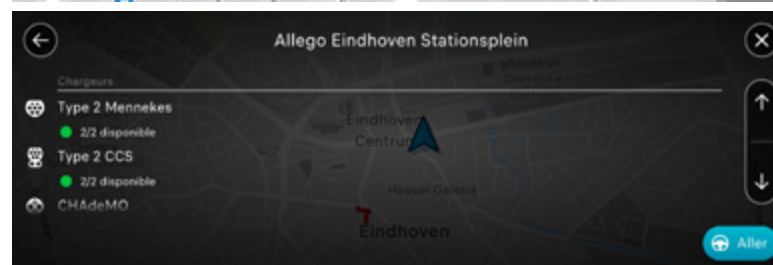 Allego Eindhoven Stationsplein
Chargeurs
Type 2 Mennekes
2/2 disponible
Type 2 CCS
2/2 disponible
CHAdeMO
Eindhoven
Centrum
Heuvel Galerie
Eindhoven
Aller